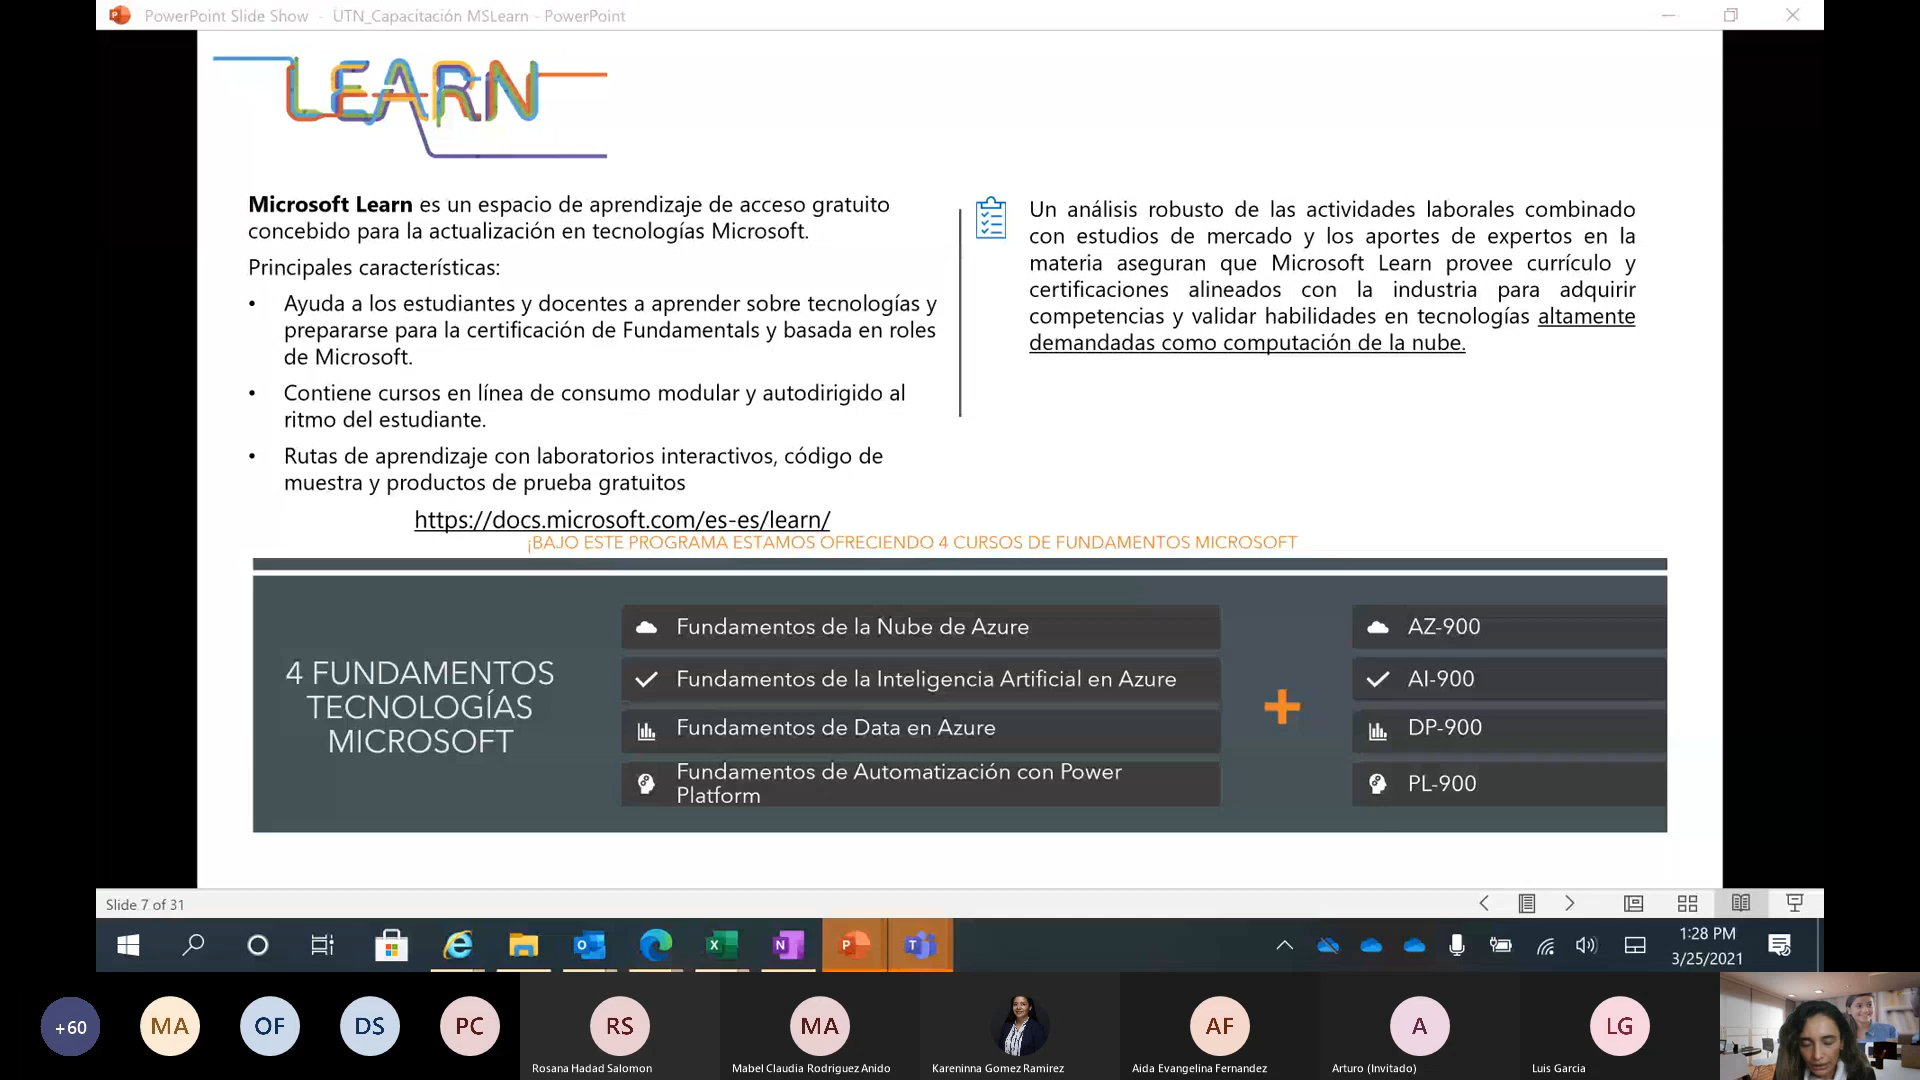 PowerPoint Slide Show - UTN_Capacitación MSLearn - PowerPoint
LEARN
Microsoft Learn es un espacio de aprendizaje de acceso gratuito
concebido para la actualización en tecnologías Microsoft.
Principales características:
• Ayuda a los estudiantes y docentes a aprender sobre tecnologías y
prepararse para la certificación de Fundamentals y basada en roles
de Microsoft.
• Contiene cursos en línea de consumo modular y autodirigido al
ritmo del estudiante.
• Rutas de aprendizaje con laboratorios interactivos, código de
muestra y productos de prueba gratuitos
https://docs.microsoft.com/es-es/learn/
Un análisis robusto de las actividades laborales combinado
con estudios de mercado y los aportes de expertos en la
materia aseguran que Microsoft Learn provee currículo y
certificaciones alineados con la industria para adquirir
competencias y validar habilidades en tecnologías altamente
demandadas como computación de la nube.
¡BAJO ESTE PROGRAMA ESTAMOS OFRECIENDO 4 CURSOS DE FUNDAMENTOS MICROSOFT
4 FUNDAMENTOS
TECNOLOGÍAS
MICROSOFT
Fundamentos de la Nube de Azure
Fundamentos de la Inteligencia Artificial en Azure
Fundamentos de Data en Azure
Fundamentos de Automatización con Power
Platform
+
AZ-900
AI-900
DP-900
PL-900
Slide 7 of 31
1:28 PM
3/25/2021
+60
MA
OF
DS
PC
RS
MA
AF
A
LG
Rosana Hadad Salomon
Mabel Claudia Rodriguez Anido
Kareninna Gomez Ramirez
Aida Evangelina Fernandez
Arturo (Invitado)
Luis Garcia